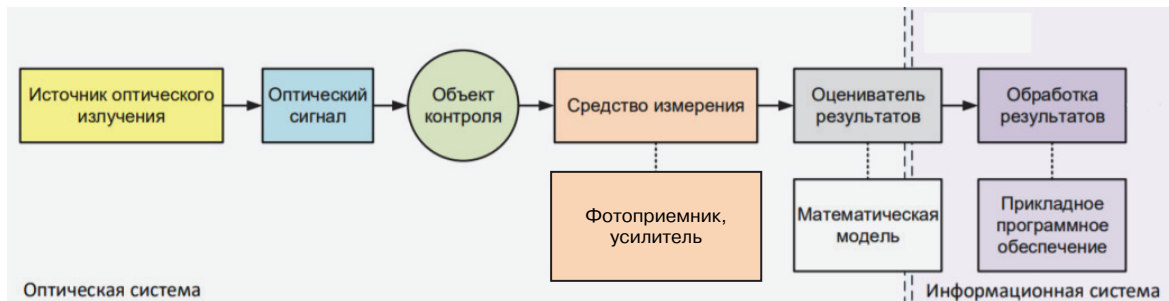 Источник оптического
излучения
Оптический
сигнал
Объект
контроля
Средство измерения
Оцениватель
результатов
Обработка
результатов
Фотоприемник,
усилитель
Математическая
модель
Прикладное
программное
обеспечение
Оптическая система
Информационная система